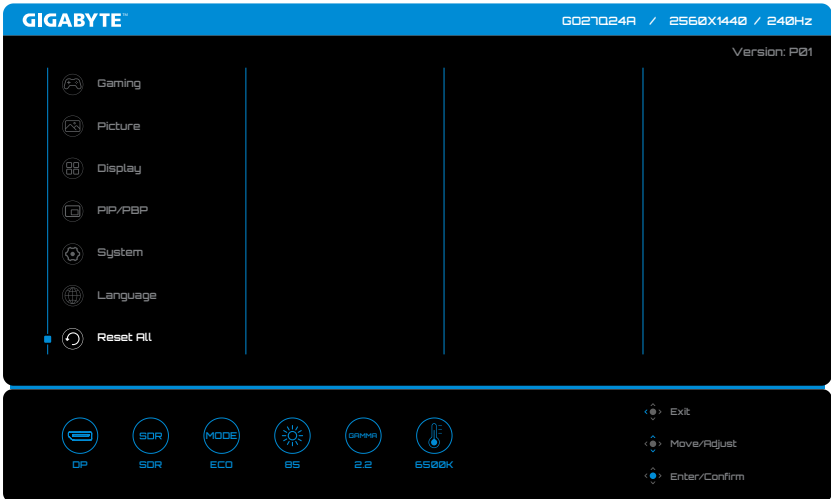 GIGABYTE™
GO27Q24A / 2560X1440 / 240Hz
Version: P01
Gaming
Picture
Display
PIP/PBP
System
Language
Reset All
SDR
MODE
GAMMA
DP
SDR
ECO
85
2.2
6500K
Exit
Move/Adjust
Enter/Confirm